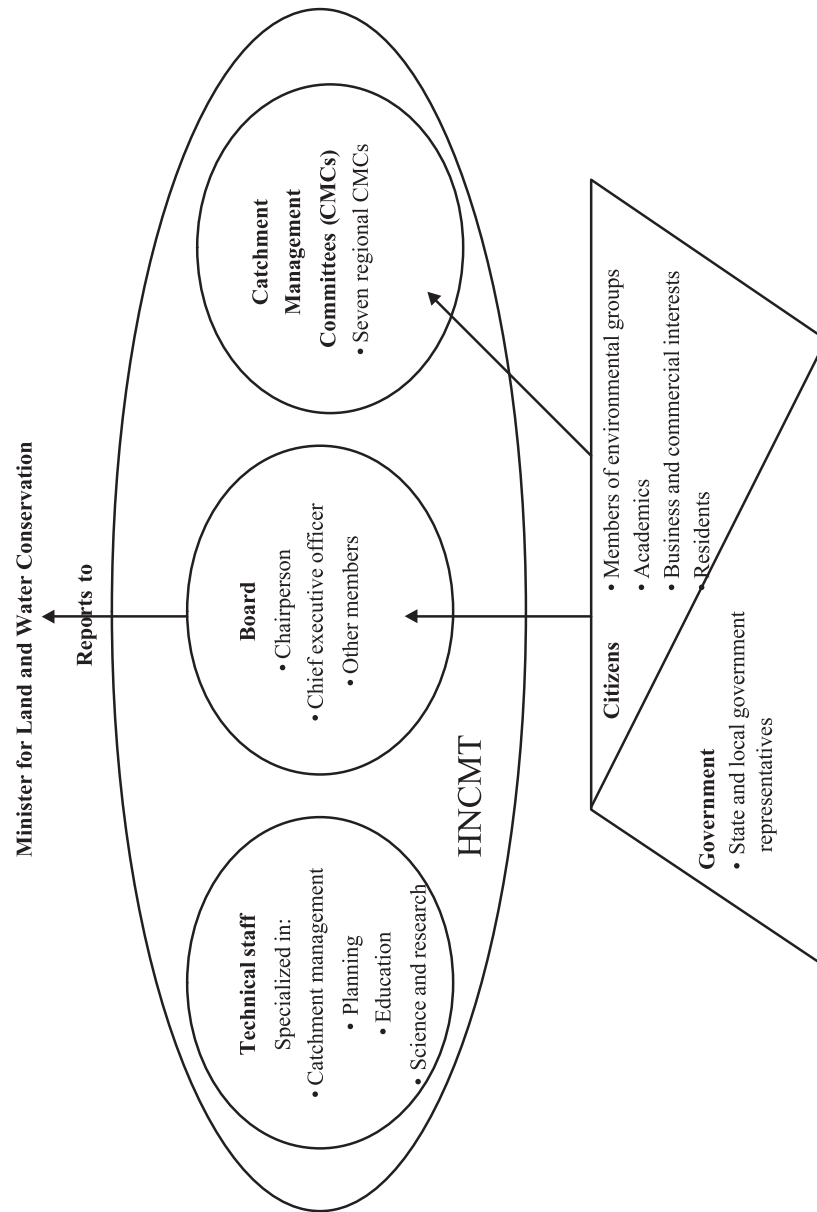 Minister for Land and Water Conservation
Reports to
Technical staff
Specialized in:
• Catchment management
• Planning
• Education
• Science and research
Board
• Chairperson
• Chief executive officer
• Other members
Catchment
Management
Committees (CMCs)
• Seven regional CMCs
HNCMT
Citizens
• Members of environmental groups
• Academics
• Business and commercial interests
• Residents
Government
• State and local government
representatives